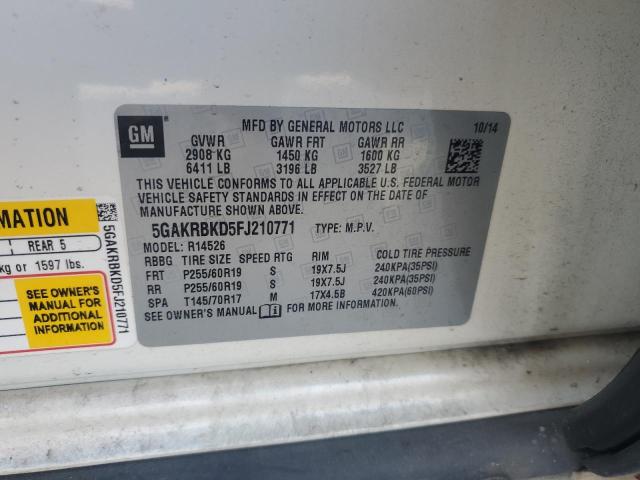 GM
MFD BY GENERAL MOTORS LLC 10/14
GVWR GAWR FRT GAWR RR
2908 KG 1450 KG 1600 KG
6411 LB 3196 LB 3527 LB
THIS VEHICLE CONFORMS TO ALL APPLICABLE U.S. FEDERAL MOTOR
VEHICLE SAFETY STANDARDS IN EFFECT ON THE DATE OF
MANUFACTURE SHOWN ABOVE.
5GAKRBKD5FJ210771 TYPE: M.P.V.
MODEL: R14526
RBBG TIRE SIZE SPEED RTG RIM COLD TIRE PRESSURE
FRT P255/60R19 S 19X7.5J 240KPA(35PSI)
RR P255/60R19 S 19X7.5J 240KPA(35PSI)
SPA T145/70R17 M 17X4.5B 420KPA(60PSI)
SEE OWNER'S MANUAL FOR MORE INFORMATION.
RMATION
REAR 5
kg or 1597 lbs.
SEE OWNER'S
MANUAL FOR
ADDITIONAL
INFORMATION
5GAKRBKD5FJ210771